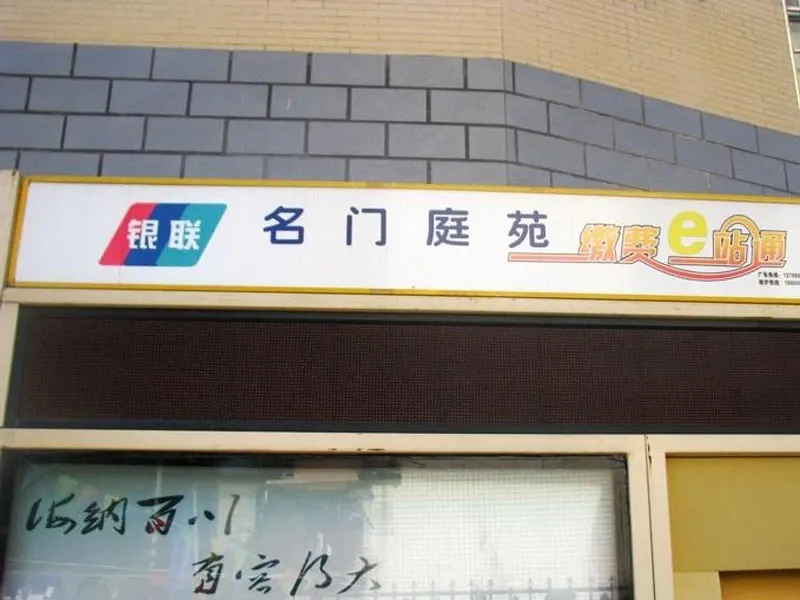 银联 名门庭苑 缴费e站通
海纳百川
有容乃大